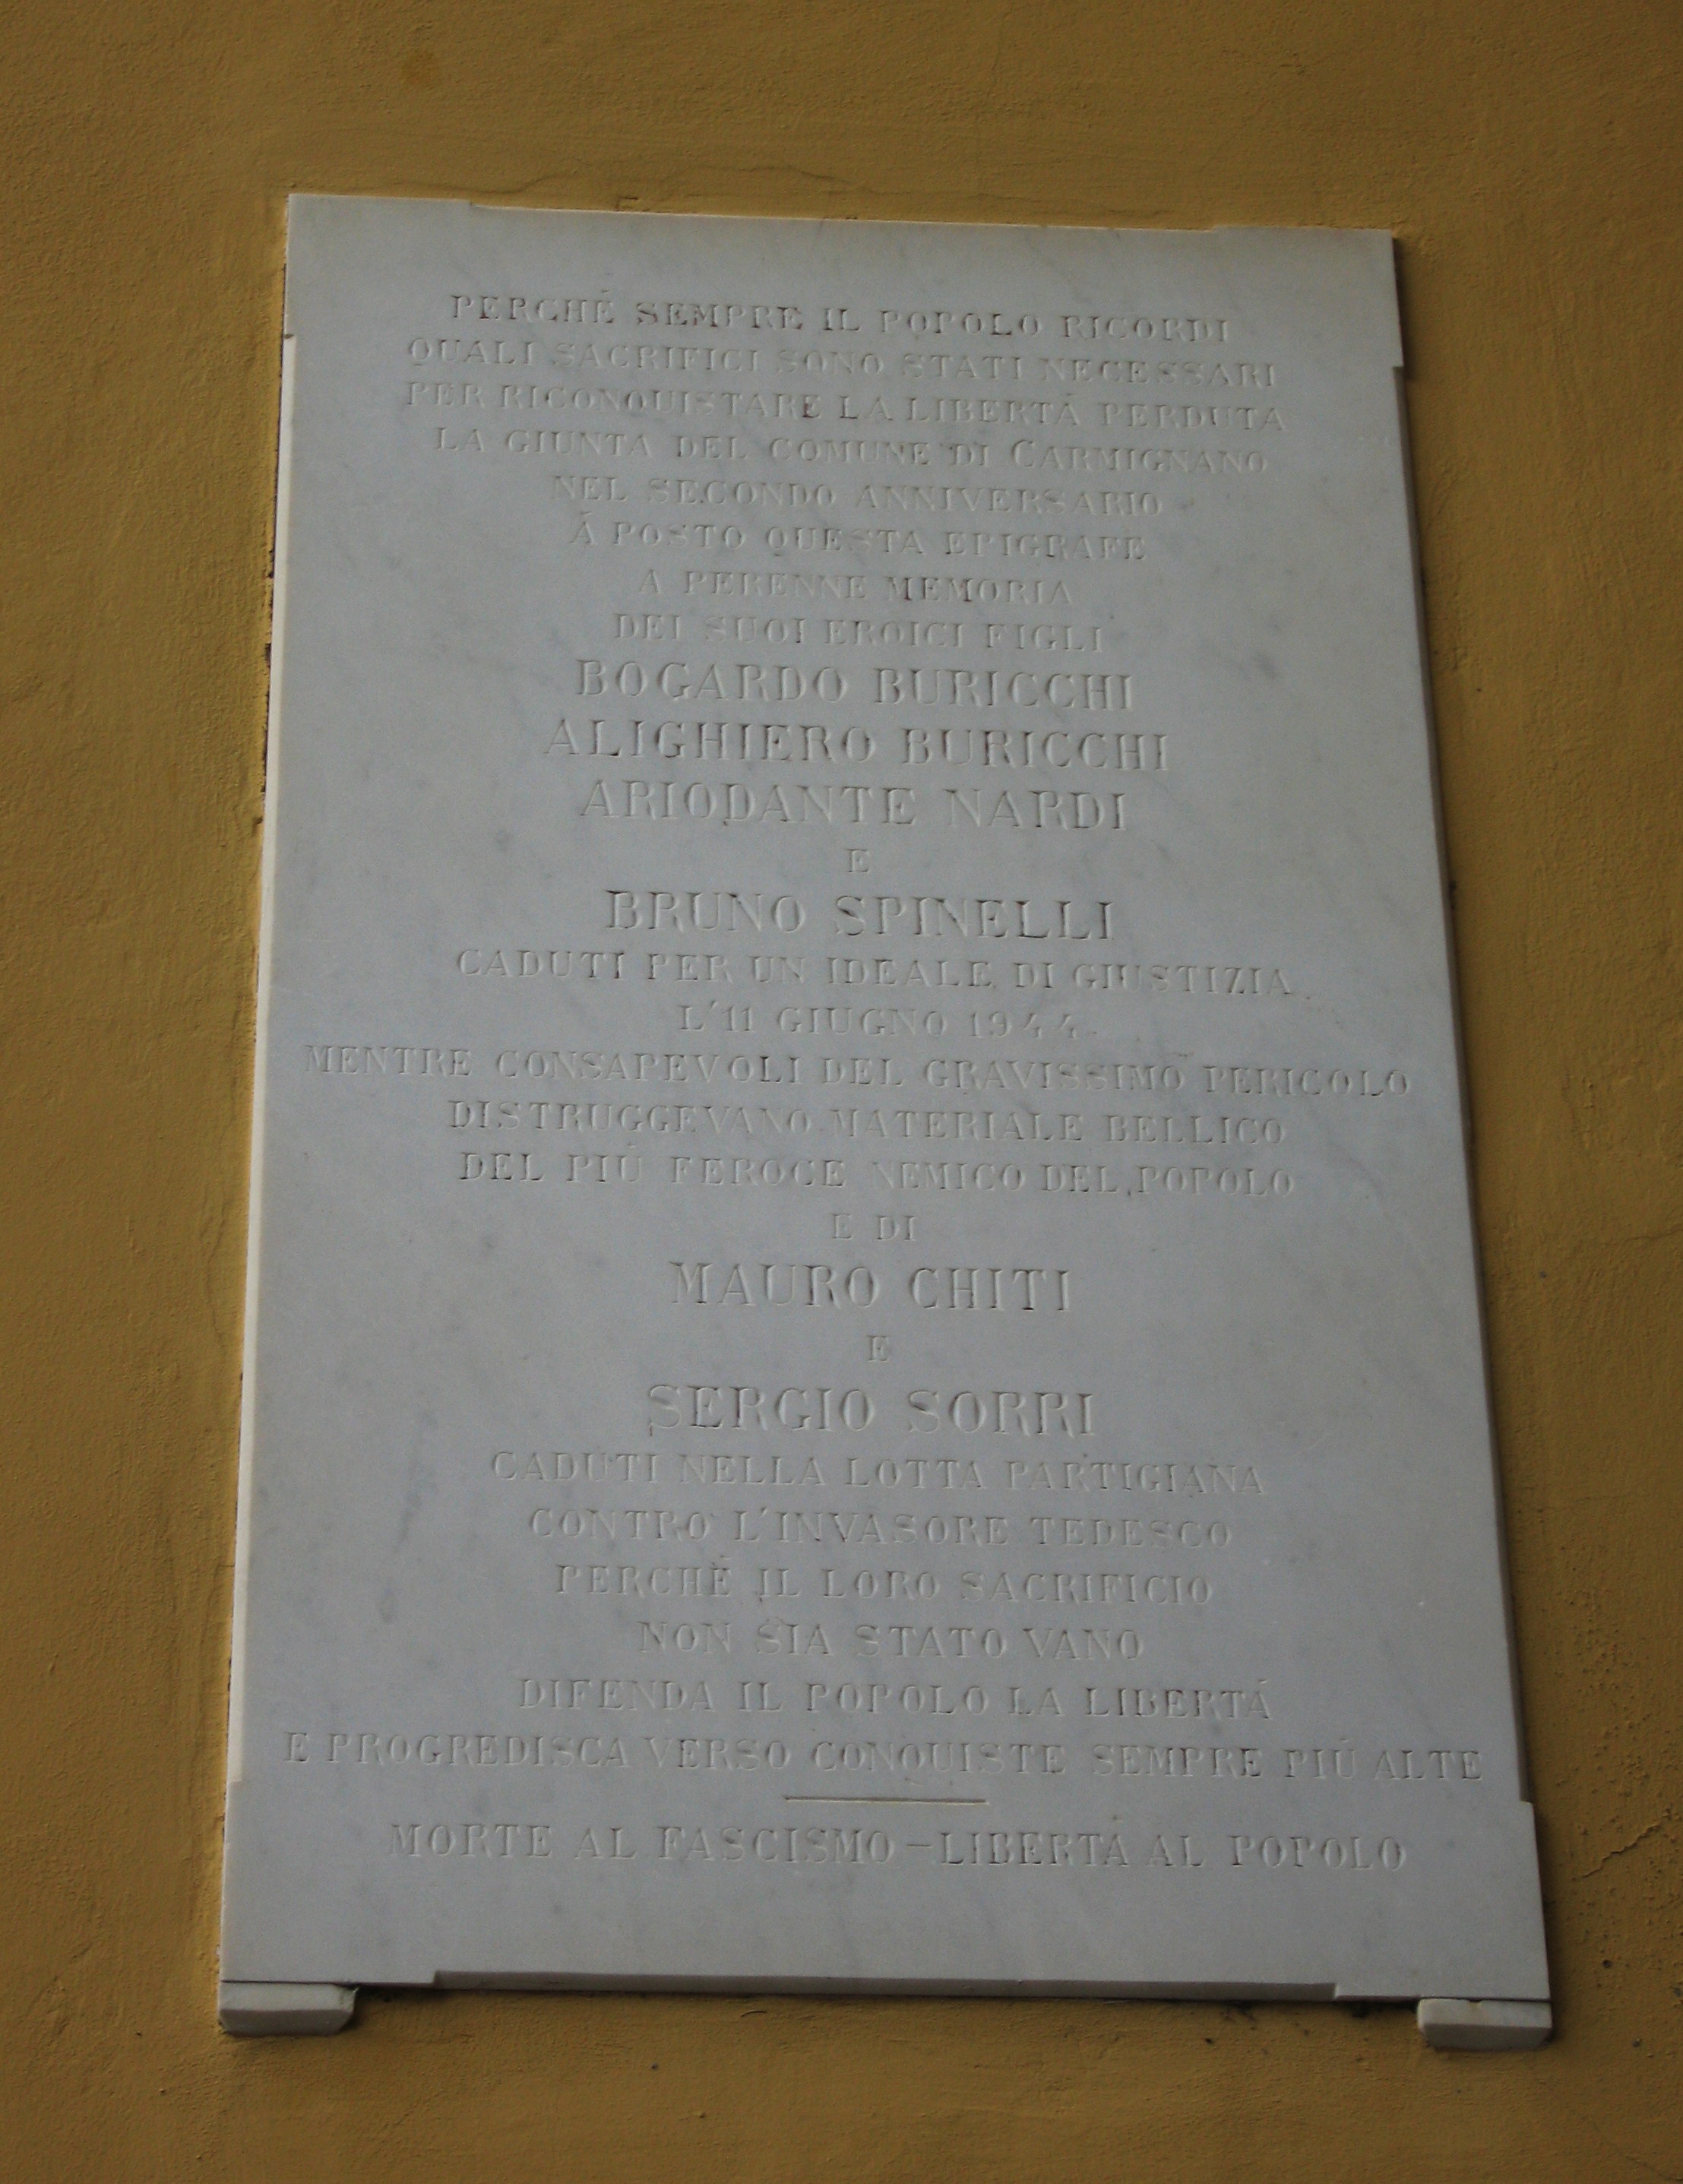 PERCHÉ SEMPRE IL POPOLO RICORDI
QUALI SACRIFICI SONO STATI NECESSARI
PER RICONQUISTARE LA LIBERTÁ PERDUTA
LA GIUNTA DEL COMUNE DI CARMIGNANO
NEL SECONDO ANNIVERSARIO
Á POSTO QUESTA EPIGRAFE
A PERENNE MEMORIA
DEI SUOI EROICI FIGLI
BOGARDO BURICCHI
ALIGHIERO BURICCHI
ARIODANTE NARDI
E
BRUNO SPINELLI
CADUTI PER UN IDEALE DI GIUSTIZIA
L'11 GIUGNO 1944
MENTRE CONSAPEVOLI DEL GRAVISSIMO PERICOLO
DISTRUGGEVANO MATERIALE BELLICO
DEL PIÚ FEROCE NEMICO DEL POPOLO
E DI
MAURO CHITI
E
SERGIO SORRI
CADUTI NELLA LOTTA PARTIGIANA
CONTRO L'INVASORE TEDESCO
PERCHÉ IL LORO SACRIFICIO
NON SIA STATO VANO
DIFENDA IL POPOLO LA LIBERTÁ
E PROGREDISCA VERSO CONQUISTE SEMPRE PIÚ ALTE
MORTE AL FASCISMO – LIBERTÁ AL POPOLO